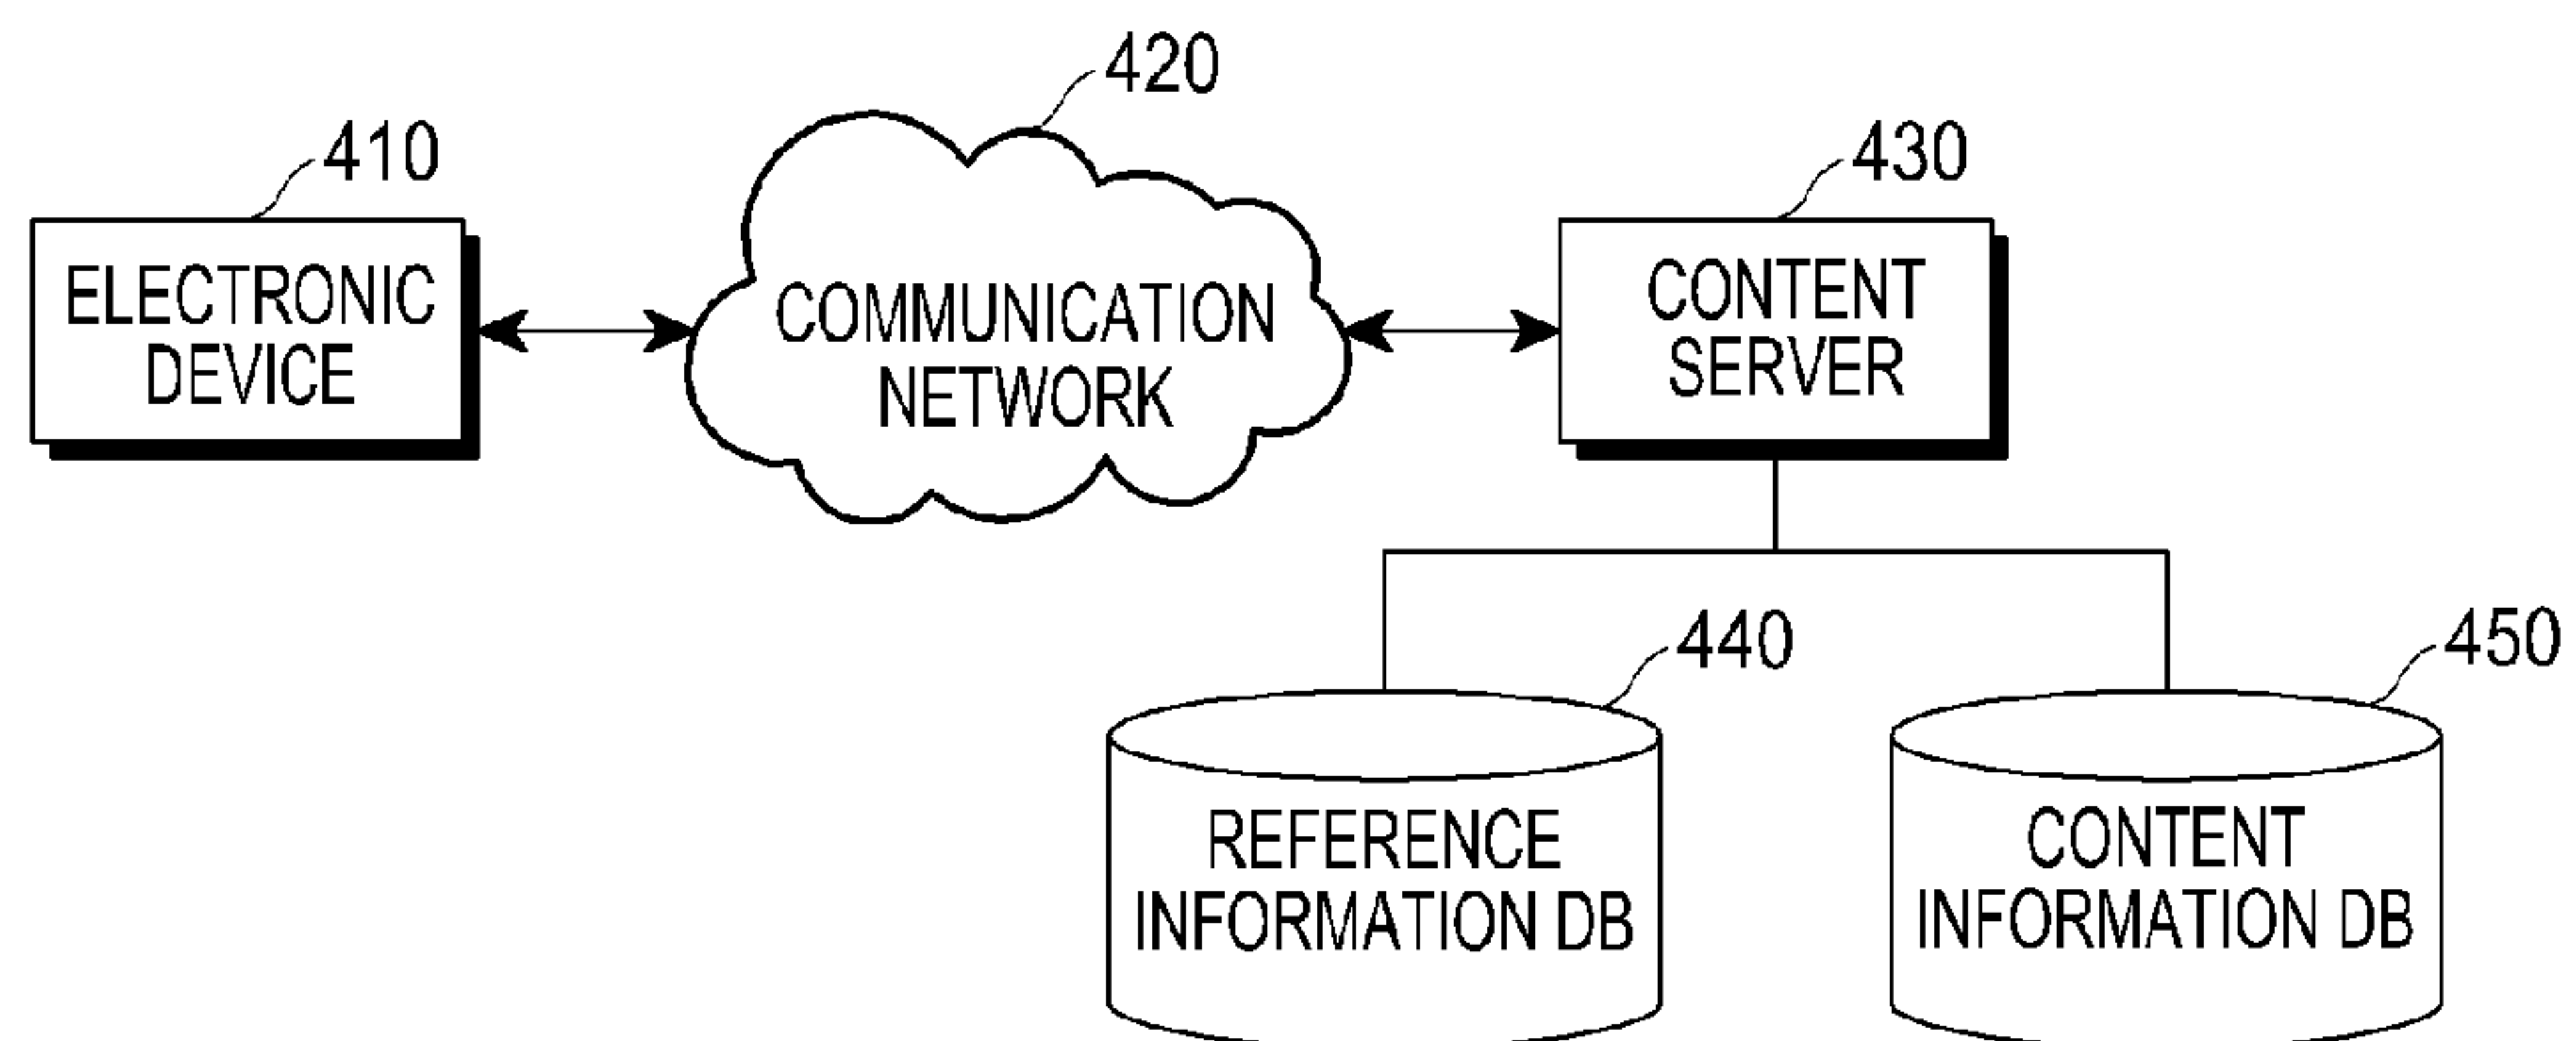 420
410
430
ELECTRONIC
DEVICE
COMMUNICATION
NETWORK
CONTENT
SERVER
440
450
REFERENCE
INFORMATION DB
CONTENT
INFORMATION DB